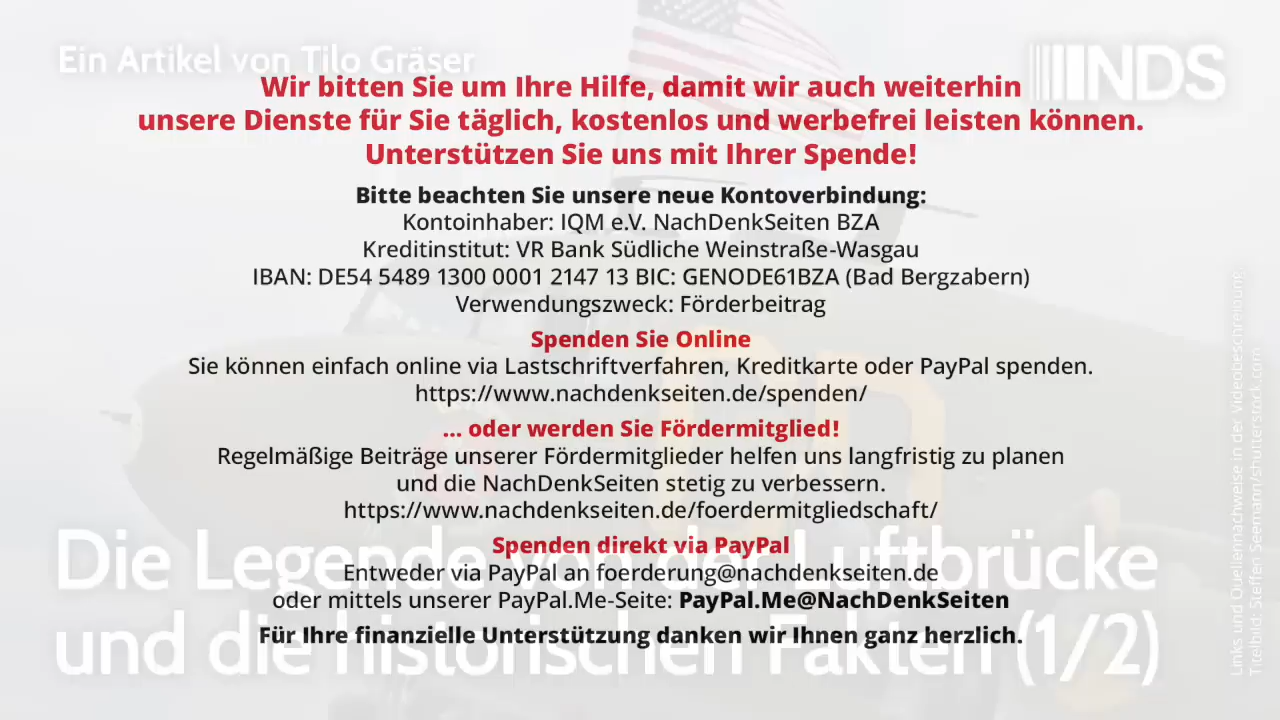 Ein Artikel von Tilo Gräser
NDS
Wir bitten Sie um Ihre Hilfe, damit wir auch weiterhin
unsere Dienste für Sie täglich, kostenlos und werbefrei leisten können.
Unterstützen Sie uns mit Ihrer Spende!
Bitte beachten Sie unsere neue Kontoverbindung:
Kontoinhaber: IQM e.V. NachDenkSeiten BZA
Kreditinstitut: VR Bank Südliche Weinstraße-Wasgau
IBAN: DE54 5489 1300 0001 2147 13 BIC: GENODE61BZA (Bad Bergzabern)
Verwendungszweck: Förderbeitrag
Spenden Sie Online
Sie können einfach online via Lastschriftverfahren, Kreditkarte oder PayPal spenden.
https://www.nachdenkseiten.de/spenden/
... oder werden Sie Fördermitglied!
Regelmäßige Beiträge unserer Fördermitglieder helfen uns langfristig zu planen
und die NachDenkSeiten stetig zu verbessern.
https://www.nachdenkseiten.de/foerdermitgliedschaft/
Spenden direkt via PayPal
Entweder via PayPal an foerderung@nachdenkseiten.de
oder mittels unserer PayPal.Me-Seite: PayPal.Me@NachDenkSeiten
Für Ihre finanzielle Unterstützung danken wir Ihnen ganz herzlich.
Die Legende von der Luftbrücke
und die historischen Fakten (1/2)
Links und Quellennachweise in der Videobeschreibung
Titelbild: Steffen Seemann/shutterstock.com